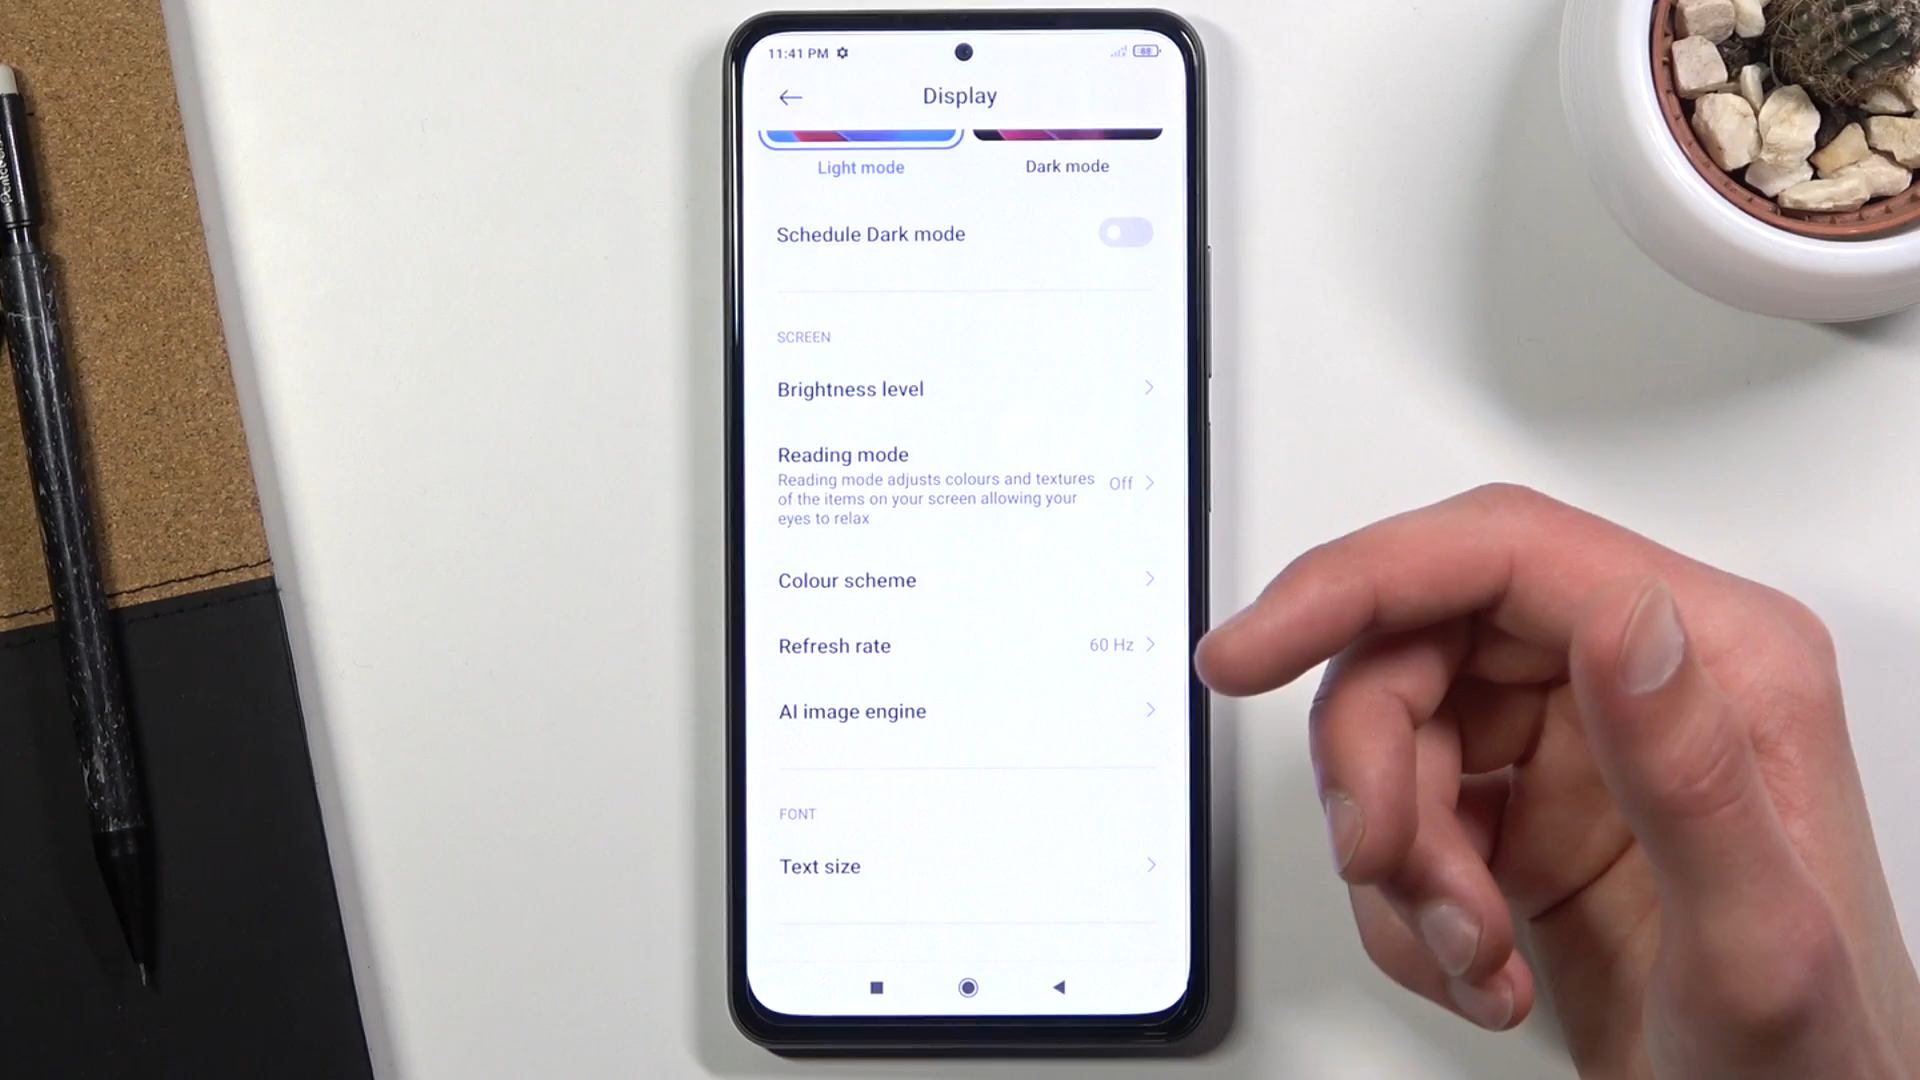 11:41 PM
88
Display
Light mode
Dark mode
Schedule Dark mode
SCREEN
Brightness level
Reading mode
Reading mode adjusts colours and textures
of the items on your screen allowing your
eyes to relax
Off
Colour scheme
Refresh rate
60 Hz
AI image engine
FONT
Text size
Pentel